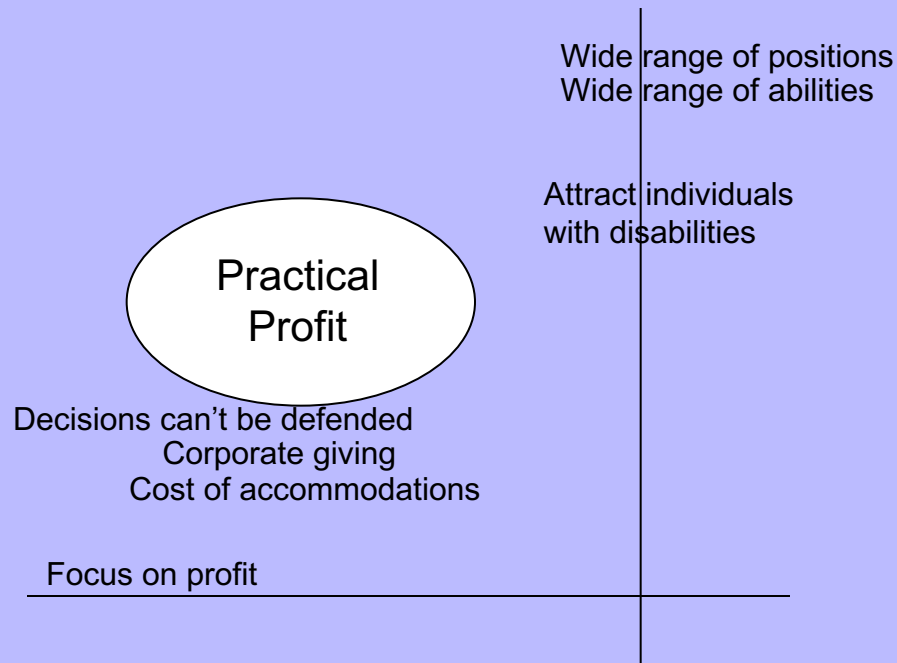 Wide range of positions
Wide range of abilities
Attract individuals
with disabilities
Practical
Profit
Decisions can’t be defended
Corporate giving
Cost of accommodations
Focus on profit